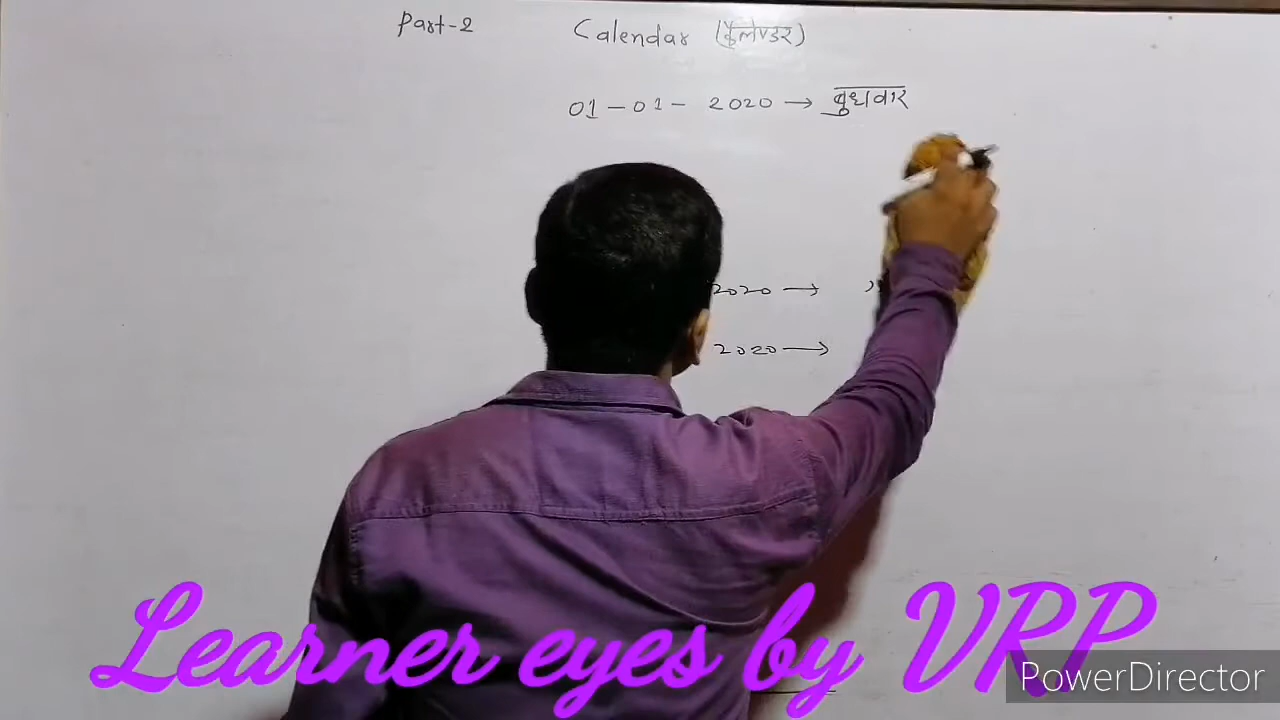 Part-2 Calendar (कैलेण्डर)
01-01- 2020 → बुधवार
2020 → "
2020 →
Learner eyes by VRP
PowerDirector